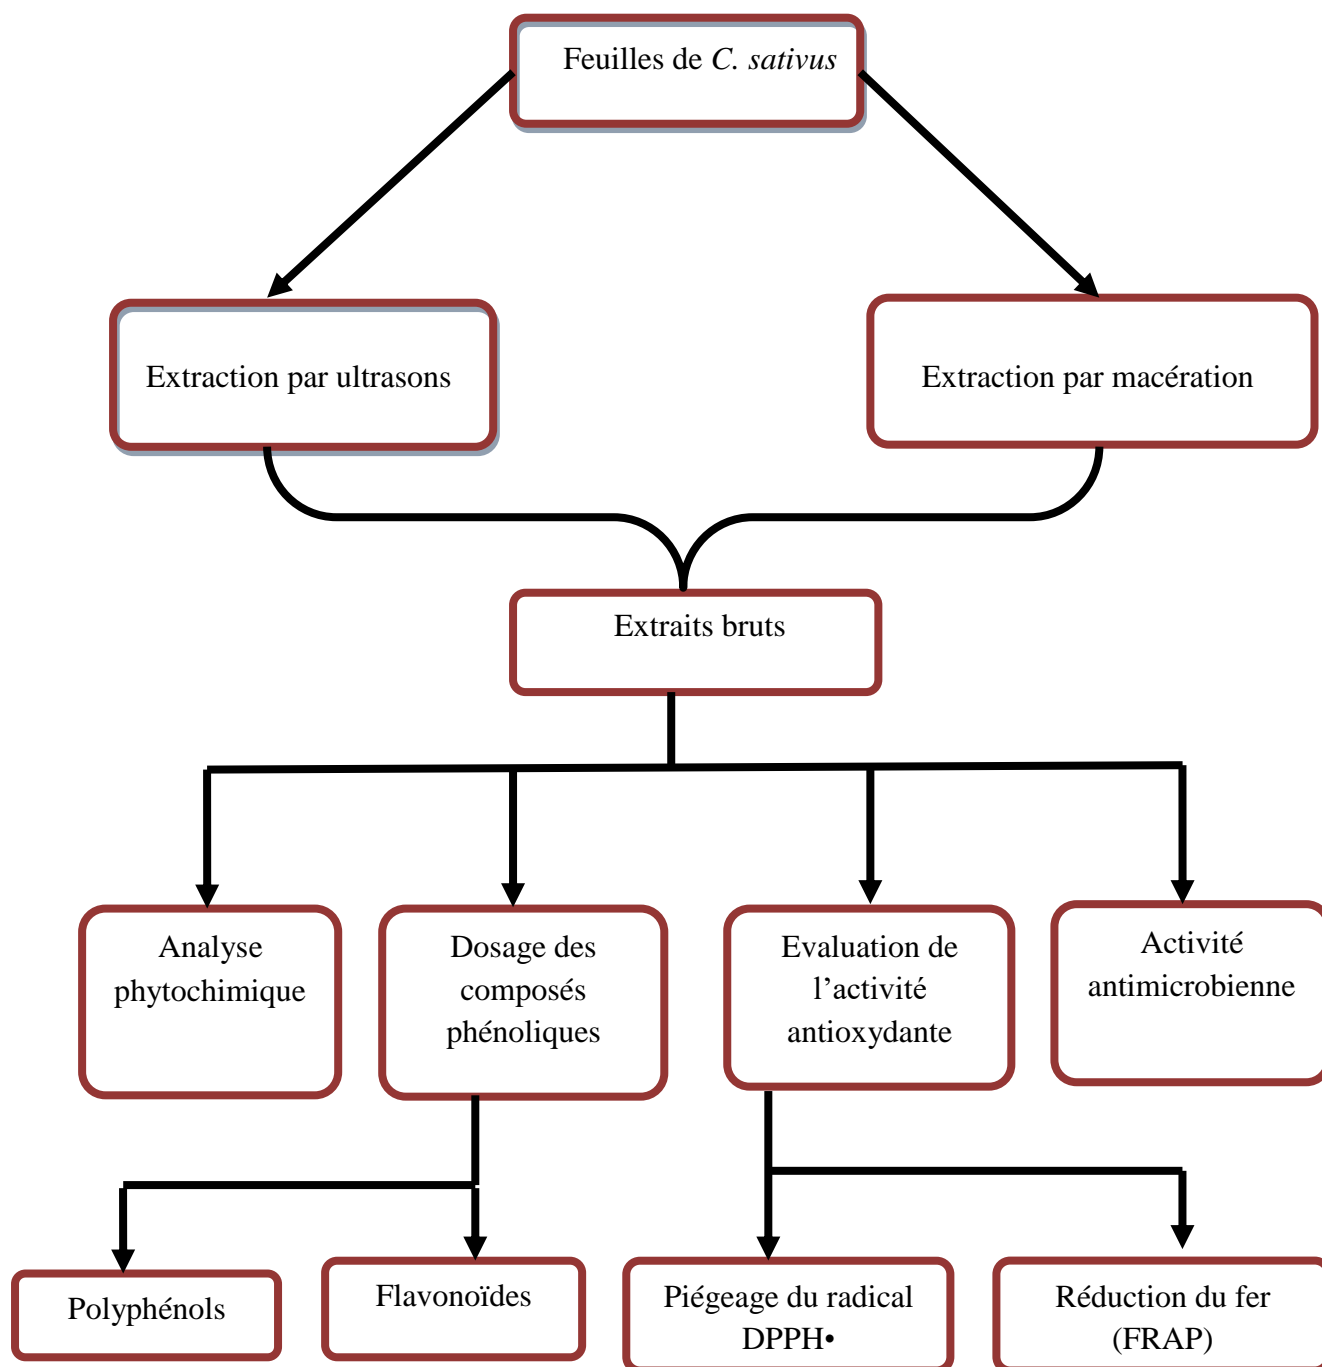 Feuilles de C. sativus
Extraction par ultrasons
Extraction par macération
Extraits bruts
Analyse
phytochimique
Dosage des
composés
phénoliques
Evaluation de
l’activité
antioxydante
Activité
antimicrobienne
Polyphénols
Flavonoïdes
Piégeage du radical
DPPH•
Réduction du fer
(FRAP)